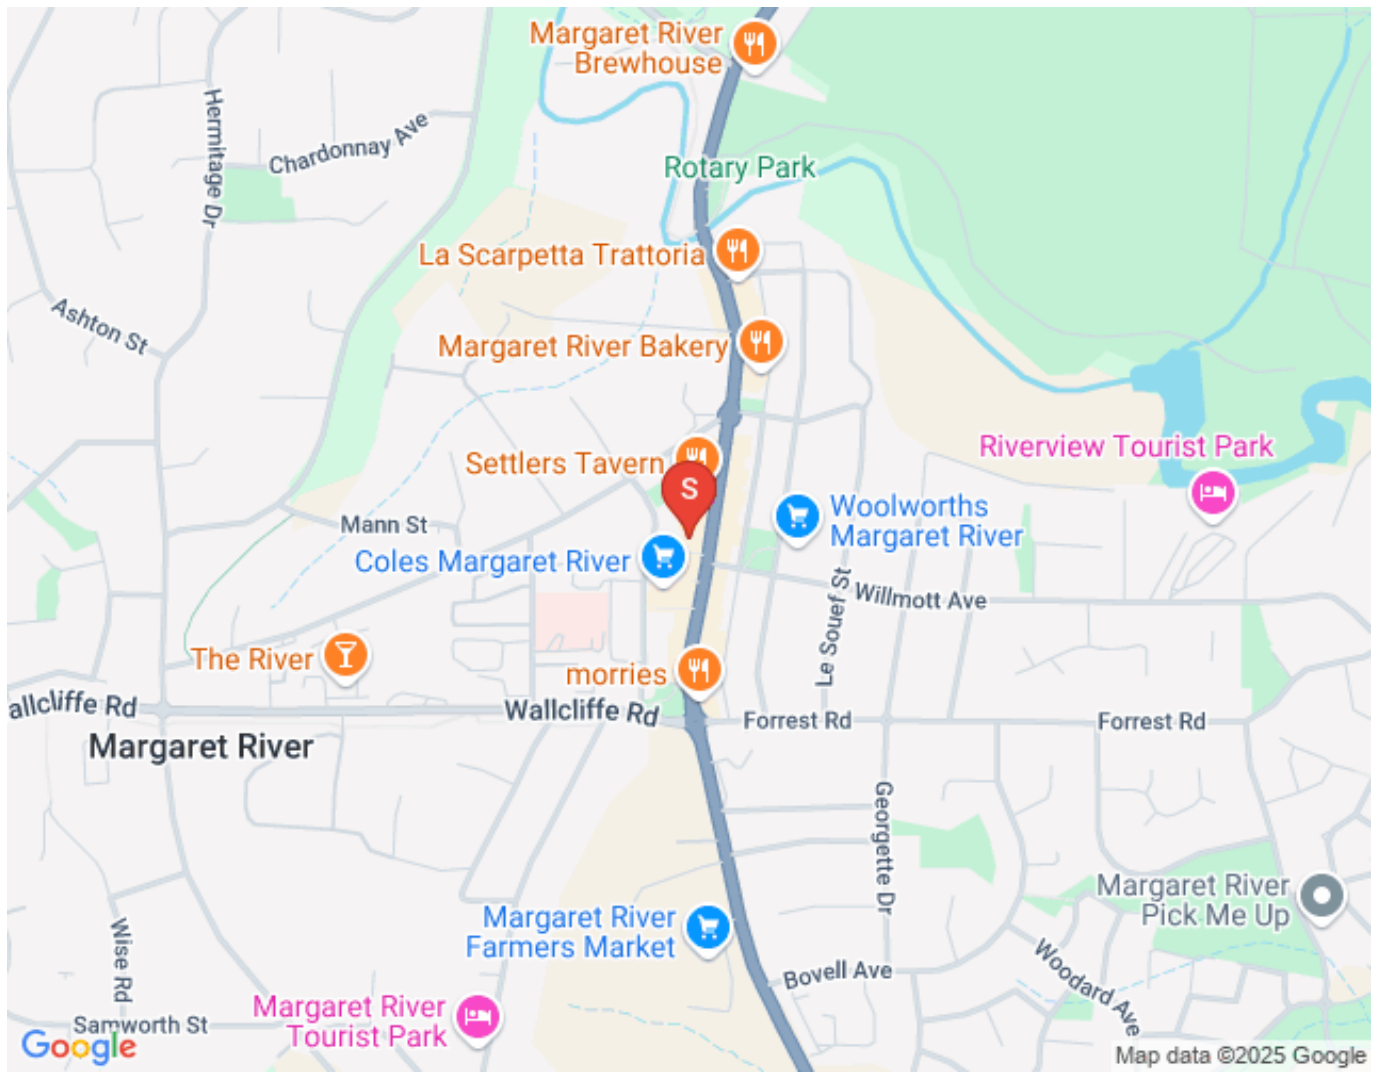 Margaret River
Brewhouse
Hermitage Dr
Chardonnay Ave
Rotary Park
La Scarpetta Trattoria
Ashton St
Margaret River Bakery
Settlers Tavern
Riverview Tourist Park
S
Woolworths
Margaret River
Mann St
Coles Margaret River
Willmott Ave
Le Souef St
The River
morries
allcliffe Rd
Wallcliffe Rd
Forrest Rd
Forrest Rd
Margaret River
Georgette Dr
Margaret River
Pick Me Up
Margaret River
Farmers Market
Wise Rd
Bovell Ave
Woodard Ave
Margaret River
Tourist Park
Samworth St
Google
Map data ©2025 Google